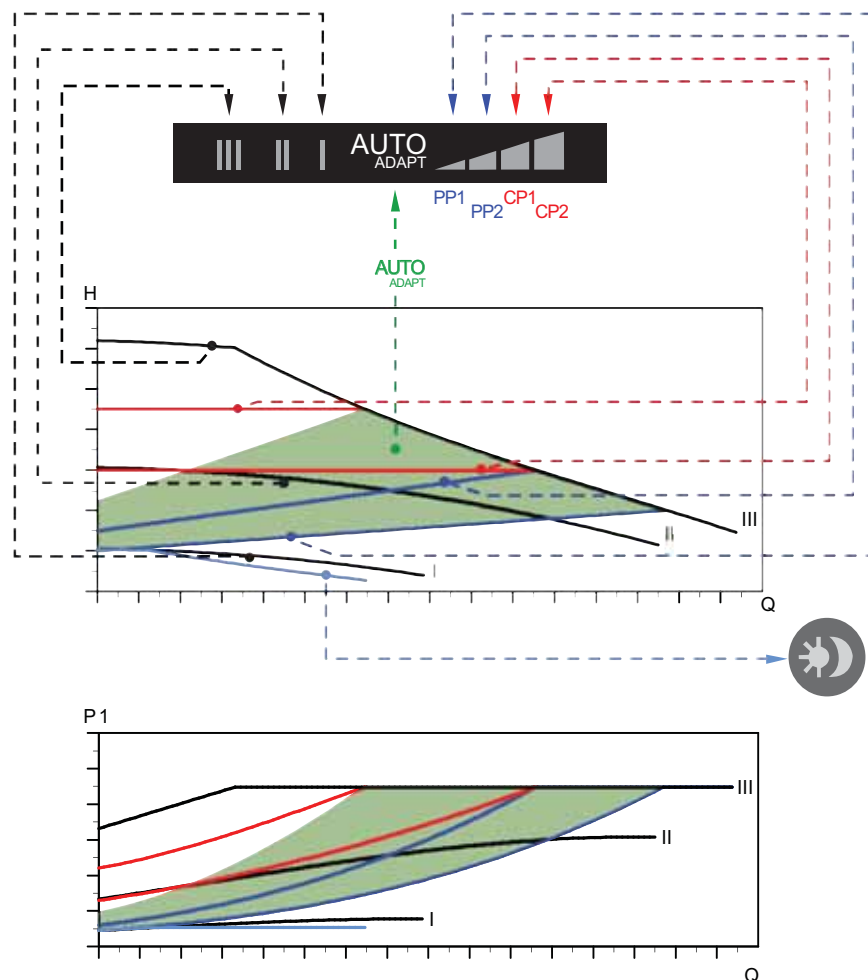 III II I AUTO
ADAPT
PP1 CP1
PP2 CP2
AUTO
ADAPT
H
III
II
I
Q
P1
III
II
I
Q